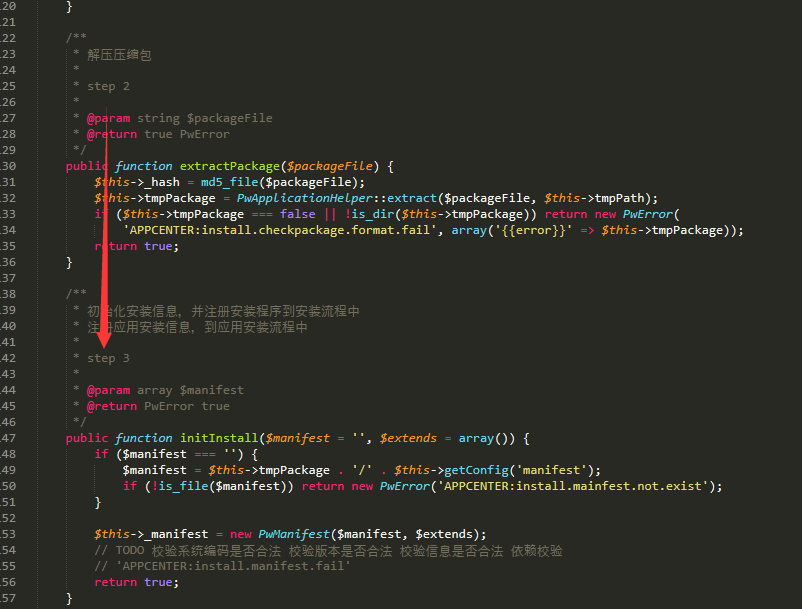 20 }
21
22 /**
23 * 解压压缩包
24 *
25 * step 2
26 *
27 * @param string $packageFile
28 * @return true PwError
29 */
30 public function extractPackage($packageFile) {
31 $this->_hash = md5_file($packageFile);
32 $this->tmpPackage = PwApplicationHelper::extract($packageFile, $this->tmpPath);
33 if ($this->tmpPackage === false || !is_dir($this->tmpPackage)) return new PwError(
34 'APPCENTER:install.checkpackage.format.fail', array('{{error}}' => $this->tmpPackage));
35 return true;
36 }
37
38 /**
39 * 初始化安装信息，并注册安装程序到安装流程中
40 * 注册应用安装信息，到应用安装流程中
41 *
42 * step 3
43 *
44 * @param array $manifest
45 * @return PwError true
46 */
47 public function initInstall($manifest = '', $extends = array()) {
48 if ($manifest === '') {
49 $manifest = $this->tmpPackage . '/' . $this->getConfig('manifest');
50 if (!is_file($manifest)) return new PwError('APPCENTER:install.mainfest.not.exist');
51 }
52
53 $this->_manifest = new PwManifest($manifest, $extends);
54 // TODO 校验系统编码是否合法 校验版本是否合法 校验信息是否合法 依赖校验
55 // 'APPCENTER:install.manifest.fail'
56 return true;
57 }